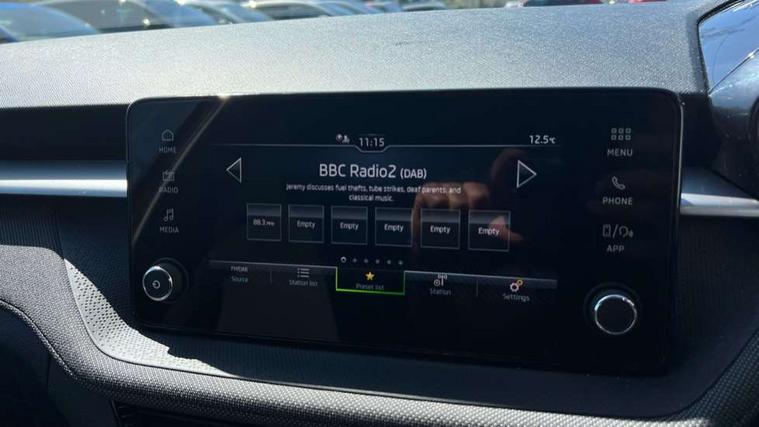 11:15
12.5°C
HOME
MENU
BBC Radio2 (DAB)
Jeremy discusses fuel thefts, tube strikes, deaf parents, and
classical music.
RADIO
PHONE
MEDIA
88.3 MHz
Empty
Empty
Empty
Empty
Empty
APP
FM/DAB
Source
Station list
Preset list
Station
Settings